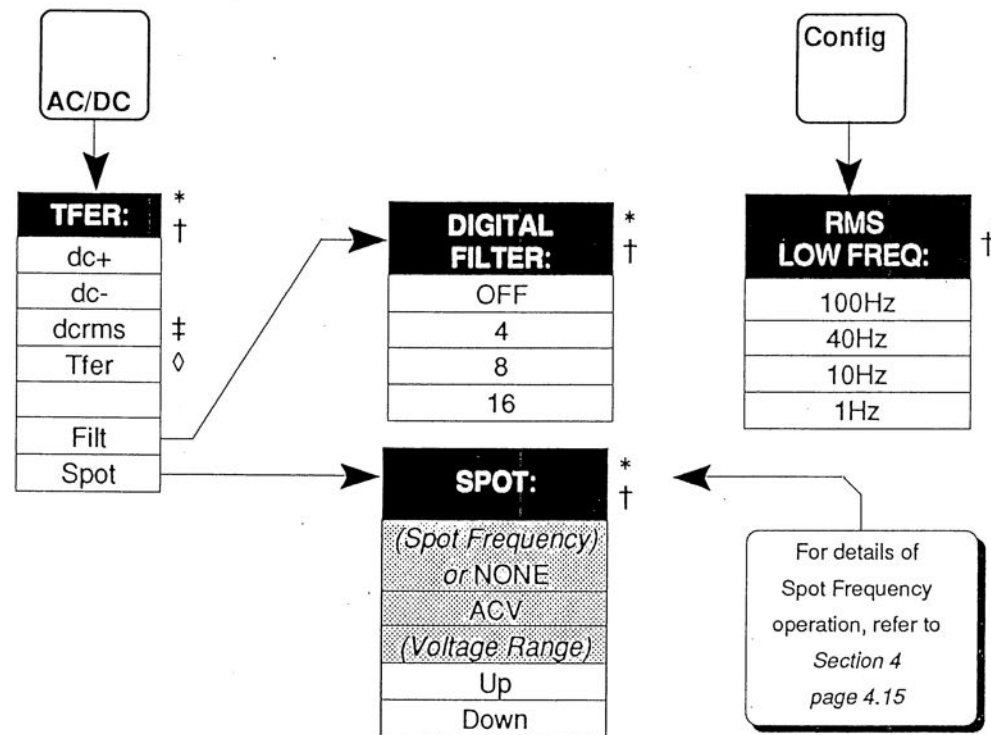 AC/DC
Config
TFER:
*
†
dc+
dc-
dcrms ‡
Tfer ◊
Filt
Spot
DIGITAL
FILTER:
*
†
OFF
4
8
16
RMS
LOW FREQ:
†
100Hz
40Hz
10Hz
1Hz
SPOT:
*
†
(Spot Frequency)
or NONE
ACV
(Voltage Range)
Up
Down
For details of
Spot Frequency
operation, refer to
Section 4
page 4.15